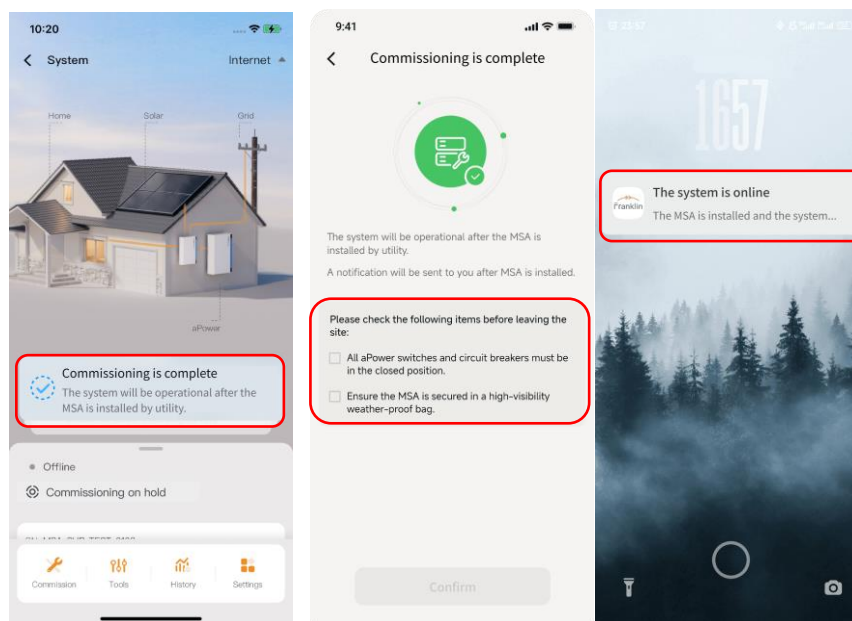 10:20
System
Internet
Home
Solar
Grid
aPower
Commissioning is complete
The system will be operational after the
MSA is installed by utility.
Offline
Commissioning on hold
Commission
Tools
History
Settings
9:41
Commissioning is complete
The system will be operational after the MSA is
installed by utility.
A notification will be sent to you after MSA is installed.
Please check the following items before leaving the
site:
All aPower switches and circuit breakers must be
in the closed position.
Ensure the MSA is secured in a high-visibility
weather-proof bag.
Confirm
23:57
1657
Franklin
The system is online
The MSA is installed and the system...